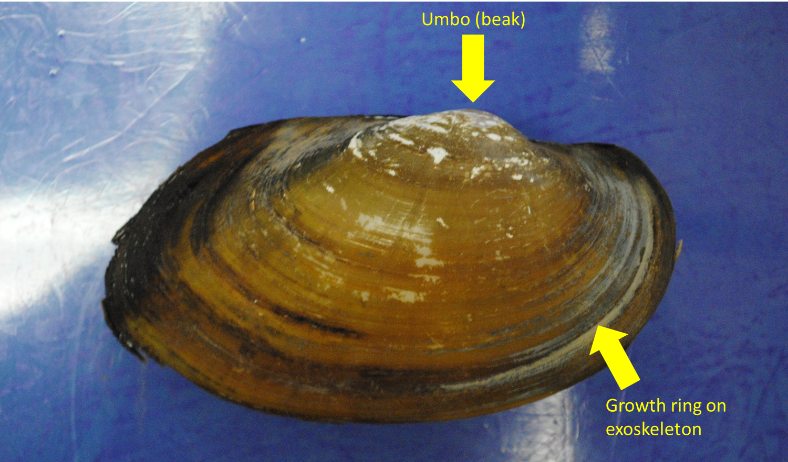 Umbo (beak)
Growth ring on
exoskeleton